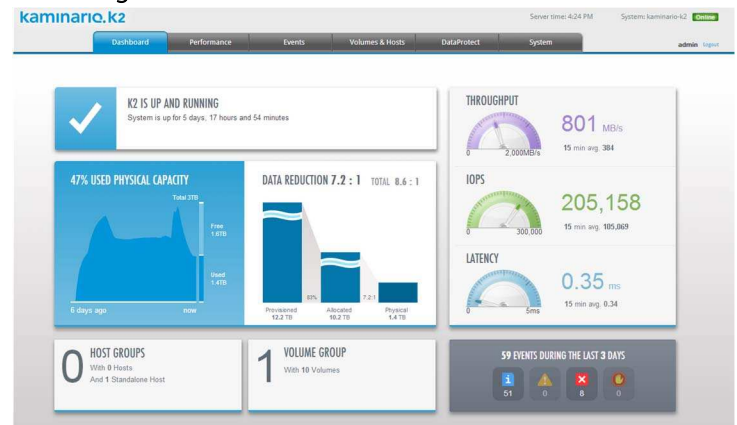 kaminario.k2
Server time: 4:24 PM
System: kaminario-k2
Online
Dashboard
Performance
Events
Volumes & Hosts
DataProtect
System
admin
Logout
K2 IS UP AND RUNNING
System is up for 5 days, 17 hours and 54 minutes
47% USED PHYSICAL CAPACITY
Total 3TB
Free
1.6TB
Used
1.4TB
6 days ago
now
DATA REDUCTION 7.2 : 1 TOTAL 8.6 : 1
83%
7.2:1
Provisioned
12.2 TB
Allocated
10.2 TB
Physical
1.4 TB
THROUGHPUT
0
2,000MB/s
801 MB/s
15 min avg. 384
IOPS
0
300,000
205,158
15 min avg. 105,869
LATENCY
0
5ms
0.35 ms
15 min avg. 0.34
0
HOST GROUPS
With 0 Hosts
And 1 Standalone Host
1
VOLUME GROUP
With 10 Volumes
59 EVENTS DURING THE LAST 3 DAYS
51
0
8
0